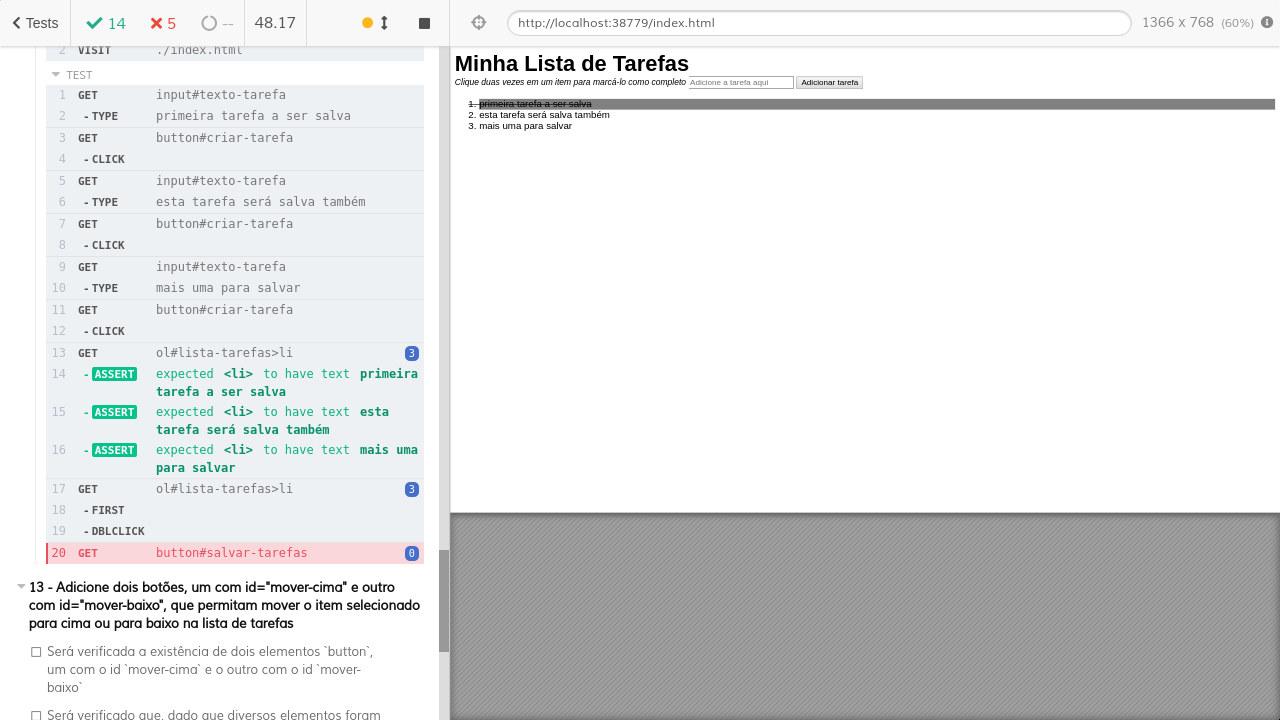 Tests 14 5 -- 48.17
http://localhost:38779/index.html 1366 x 768 (60%)
2 VISIT ./index.html
TEST
1 GET input#texto-tarefa
2 -TYPE primeira tarefa a ser salva
3 GET button#criar-tarefa
4 -CLICK
5 GET input#texto-tarefa
6 -TYPE esta tarefa será salva também
7 GET button#criar-tarefa
8 -CLICK
9 GET input#texto-tarefa
10 -TYPE mais uma para salvar
11 GET button#criar-tarefa
12 -CLICK
13 GET ol#lista-tarefas>li 3
14 -ASSERT expected <li> to have text primeira
tarefa a ser salva
15 -ASSERT expected <li> to have text esta
tarefa será salva também
16 -ASSERT expected <li> to have text mais uma
para salvar
17 GET ol#lista-tarefas>li 3
18 -FIRST
19 -DBLCLICK
20 GET button#salvar-tarefas 0
13 - Adicione dois botões, um com id="mover-cima" e outro
com id="mover-baixo", que permitam mover o item selecionado
para cima ou para baixo na lista de tarefas
Será verificada a existência de dois elementos `button`,
um com o id `mover-cima` e o outro com o id `mover-
baixo`
Será verificado que, dado que diversos elementos foram
Minha Lista de Tarefas
Clique duas vezes em um item para marcá-lo como completo Adicione a tarefa aqui Adicionar tarefa
1. primeira tarefa a ser salva
2. esta tarefa será salva também
3. mais uma para salvar